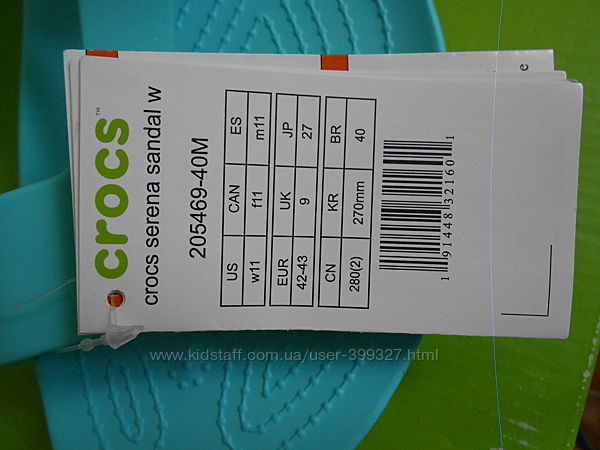 crocs™
crocs serena sandal w
205469-40M
US CAN ES
w11 f11 m11
EUR UK JP
42-43 9 27
CN KR BR
280(2) 270mm 40
1 91448 32160 1
e
www.kidstaff.com.ua/user-399327.html